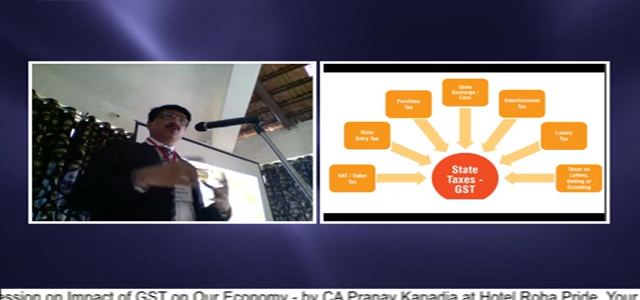 State
Surcharge /
Cess
Purchase
Tax
Entertainment
Tax
State
Entry Tax
Luxury
Tax
VAT / Sales
Tax
State
Taxes -
GST
Taxes on
Lottery,
Betting or
Gambling
ession on Impact of GST on Our Economy - by CA Pranav Kapadia at Hotel Roha Pride. Your